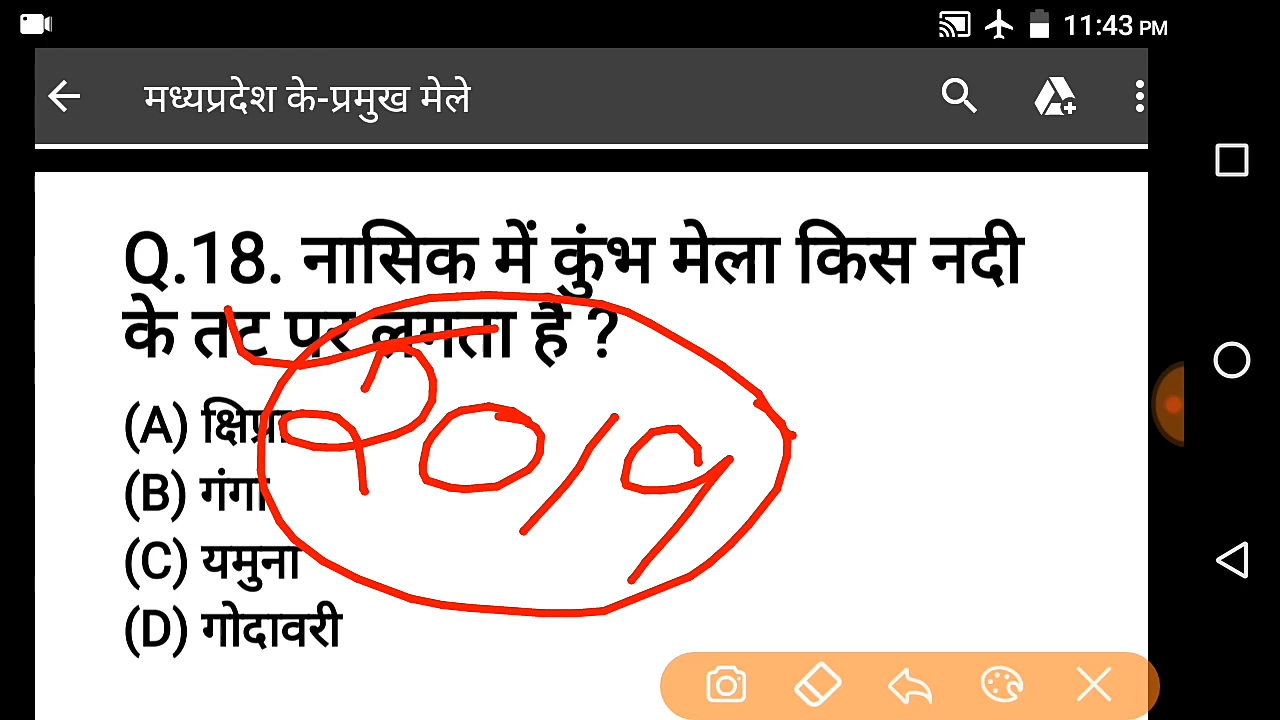 11:43 PM
मध्यप्रदेश के-प्रमुख मेले
Q.18. नासिक में कुंभ मेला किस नदी
के तट पर लगता है ?
(A) क्षिप्रा
2019
(B) गंगा
(C) यमुना
(D) गोदावरी